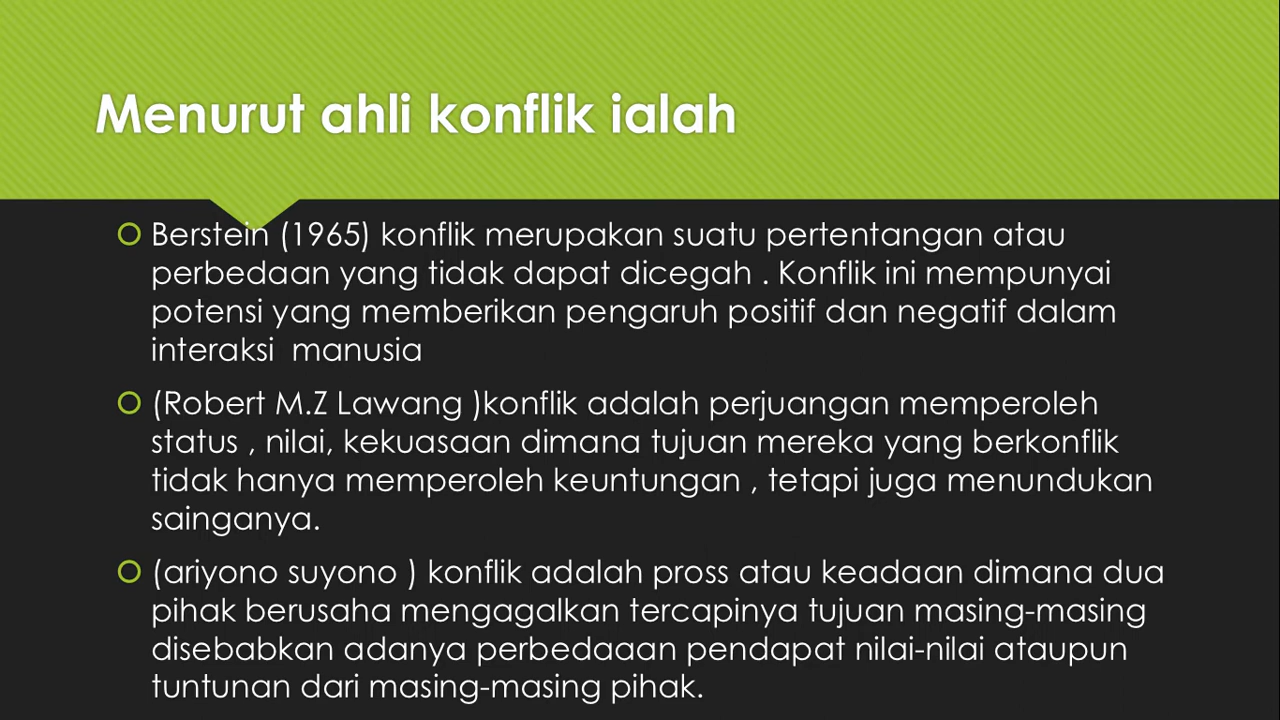 Menurut ahli konflik ialah
Berstein (1965) konflik merupakan suatu pertentangan atau
perbedaan yang tidak dapat dicegah . Konflik ini mempunyai
potensi yang memberikan pengaruh positif dan negatif dalam
interaksi  manusia
(Robert M.Z Lawang )konflik adalah perjuangan memperoleh
status , nilai, kekuasaan dimana tujuan mereka yang berkonflik
tidak hanya memperoleh keuntungan , tetapi juga menundukan
sainganya.
(ariyono suyono ) konflik adalah pross atau keadaan dimana dua
pihak berusaha mengagalkan tercapinya tujuan masing-masing
disebabkan adanya perbedaaan pendapat nilai-nilai ataupun
tuntunan dari masing-masing pihak.